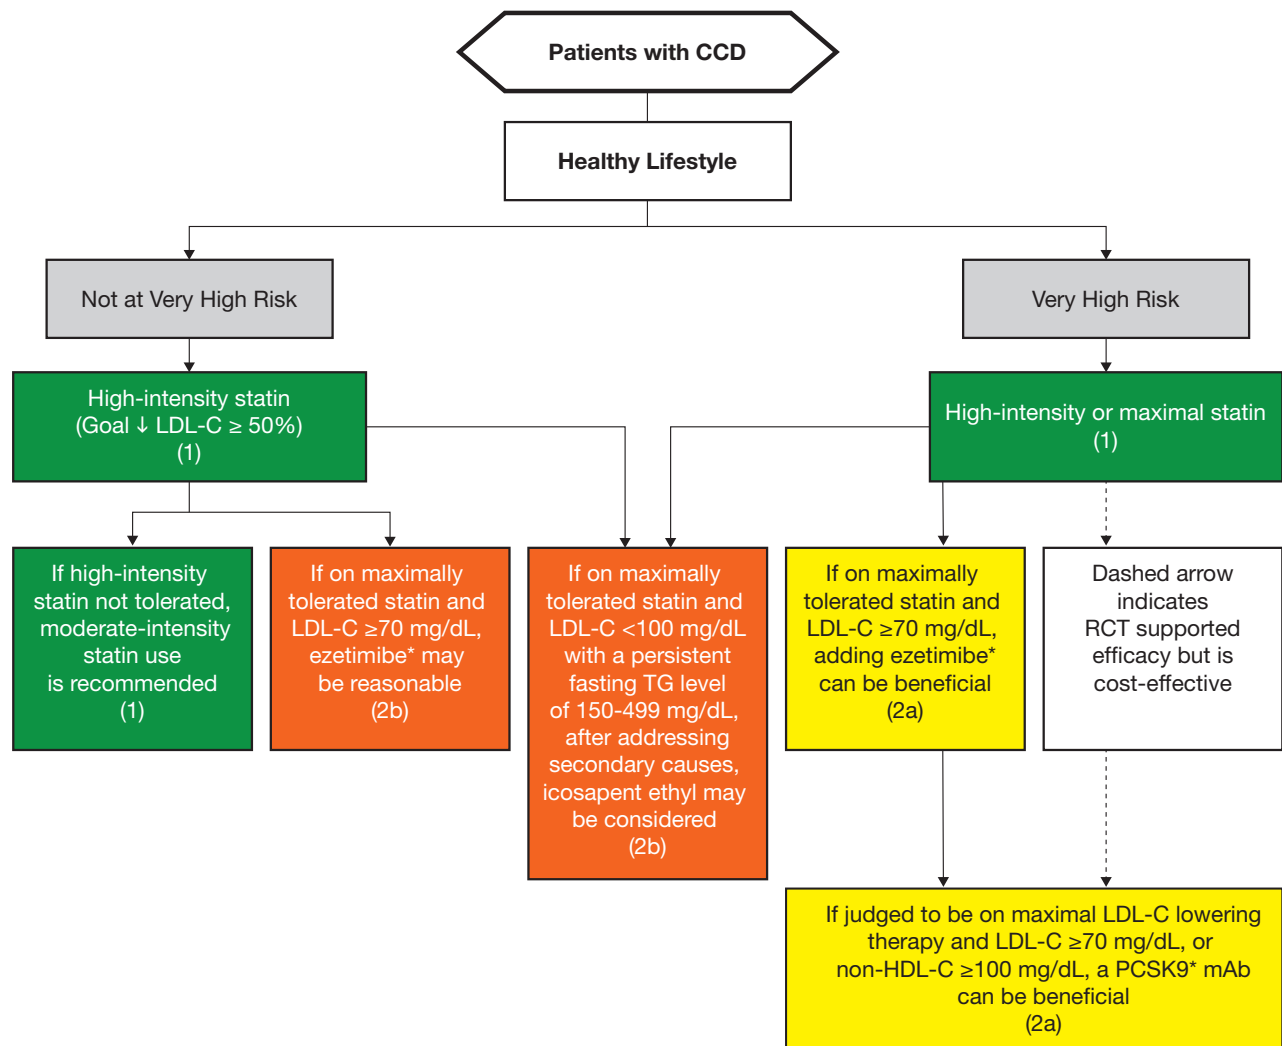 Patients with CCD
Healthy Lifestyle
Not at Very High Risk
Very High Risk
High-intensity statin
(Goal ↓ LDL-C ≥ 50%)
(1)
High-intensity or maximal statin
(1)
If high-intensity
statin not tolerated,
moderate-intensity
statin use
is recommended
(1)
If on maximally
tolerated statin and
LDL-C ≥70 mg/dL,
ezetimibe* may
be reasonable
(2b)
If on maximally
tolerated statin and
LDL-C <100 mg/dL
with a persistent
fasting TG level
of 150-499 mg/dL,
after addressing
secondary causes,
icosapent ethyl may
be considered
(2b)
If on maximally
tolerated statin and
LDL-C ≥70 mg/dL,
adding ezetimibe*
can be beneficial
(2a)
Dashed arrow
indicates
RCT supported
efficacy but is
cost-effective
If judged to be on maximal LDL-C lowering
therapy and LDL-C ≥70 mg/dL, or
non-HDL-C ≥100 mg/dL, a PCSK9* mAb
can be beneficial
(2a)